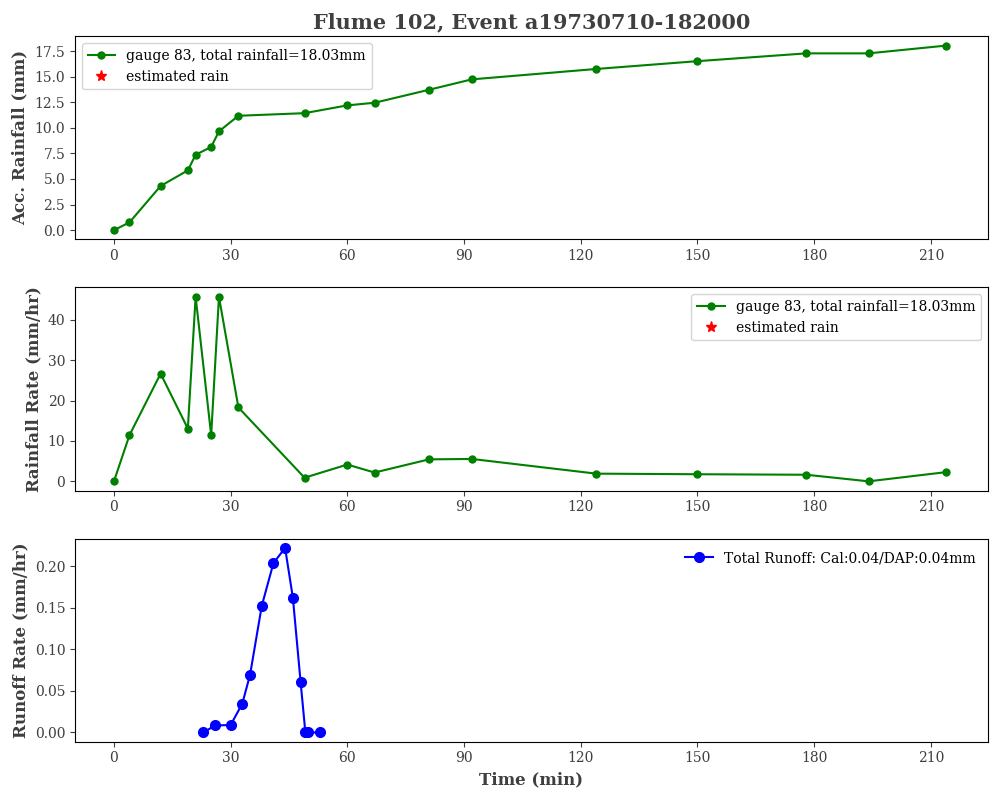 Flume 102, Event a19730710-182000
Acc. Rainfall (mm)
17.5
15.0
12.5
10.0
7.5
5.0
2.5
0.0
gauge 83, total rainfall=18.03mm
estimated rain
0 30 60 90 120 150 180 210
Rainfall Rate (mm/hr)
40
30
20
10
0
gauge 83, total rainfall=18.03mm
estimated rain
0 30 60 90 120 150 180 210
Runoff Rate (mm/hr)
0.20
0.15
0.10
0.05
0.00
Total Runoff: Cal:0.04/DAP:0.04mm
0 30 60 90 120 150 180 210
Time (min)